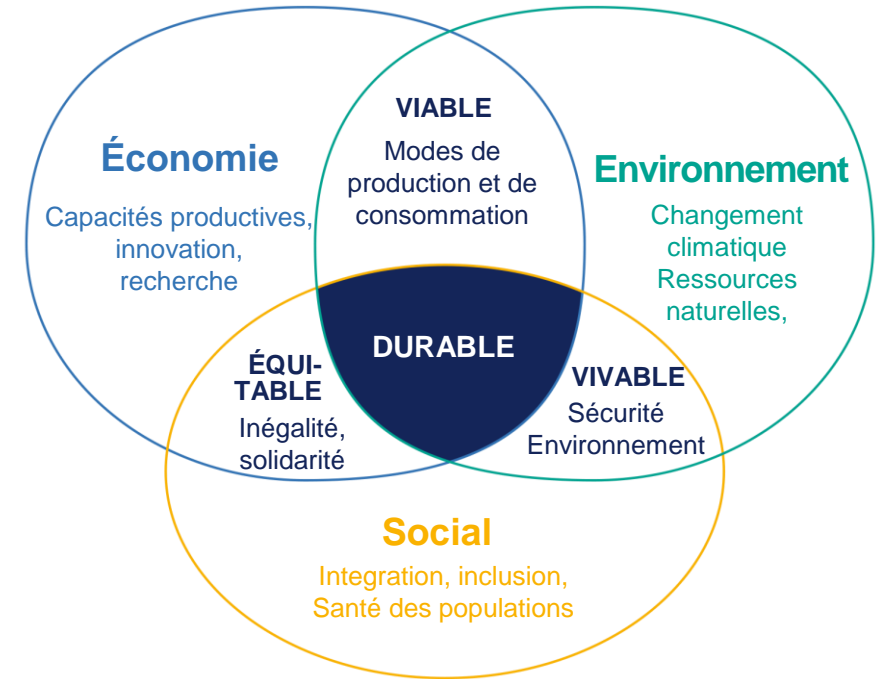 VIABLE
Modes de
production et de
consommation
Économie
Capacités productives,
innovation,
recherche
Environnement
Changement
climatique
Ressources
naturelles,
DURABLE
ÉQUI-
TABLE
Inégalité,
solidarité
VIVABLE
Sécurité
Environnement
Social
Integration, inclusion,
Santé des populations